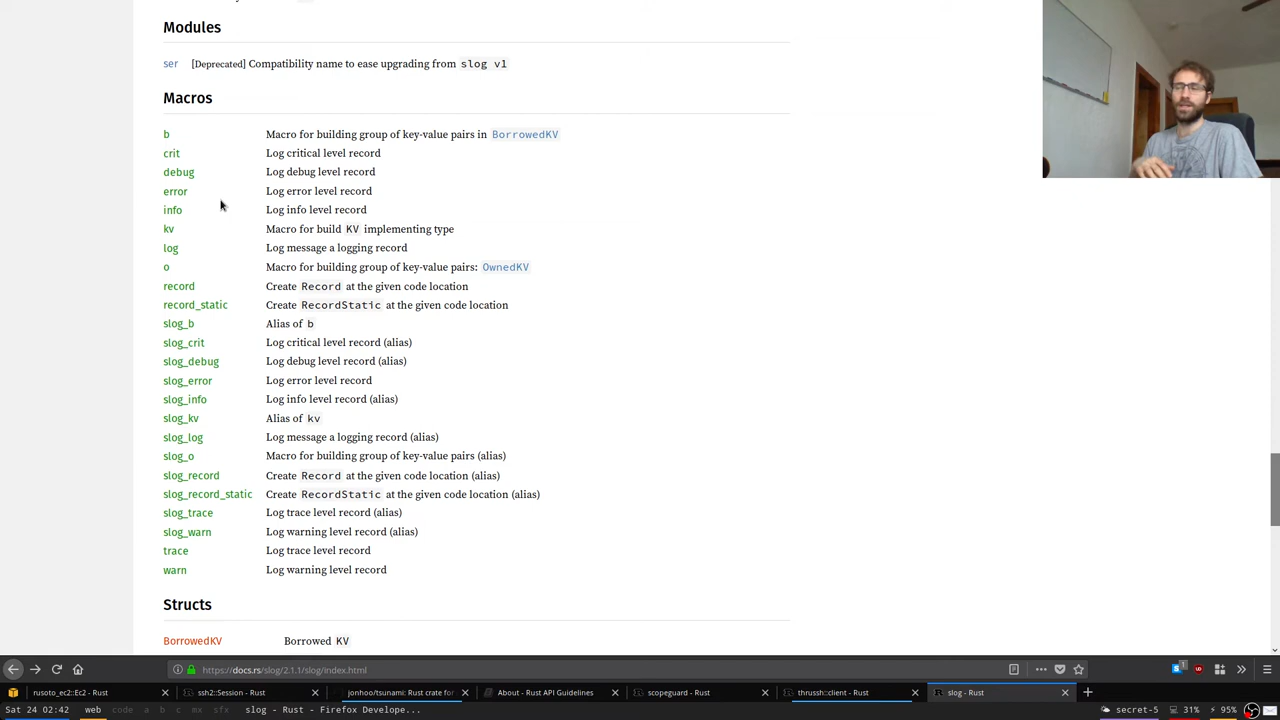 Modules
ser [Deprecated] Compatibility name to ease upgrading from slog v1
Macros
b Macro for building group of key-value pairs in BorrowedKV
crit Log critical level record
debug Log debug level record
error Log error level record
info Log info level record
kv Macro for build KV implementing type
log Log message a logging record
o Macro for building group of key-value pairs: OwnedKV
record Create Record at the given code location
record_static Create RecordStatic at the given code location
slog_b Alias of b
slog_crit Log critical level record (alias)
slog_debug Log debug level record (alias)
slog_error Log error level record
slog_info Log info level record (alias)
slog_kv Alias of kv
slog_log Log message a logging record (alias)
slog_o Macro for building group of key-value pairs (alias)
slog_record Create Record at the given code location (alias)
slog_record_static Create RecordStatic at the given code location (alias)
slog_trace Log trace level record (alias)
slog_warn Log warning level record (alias)
trace Log trace level record
warn Log warning level record
Structs
BorrowedKV Borrowed KV
https://docs.rs/slog/2.1.1/slog/index.html 1
rusoto_ec2::Ec2 - Rust ssh2::Session - Rust jonhoo/tsunami: Rust crate for About - Rust API Guidelines scopeguard - Rust thrussh::client - Rust slog - Rust
Sat 24 02:42 web code a b c mx sfx slog - Rust - Firefox Develope... secret-5 31% 95%